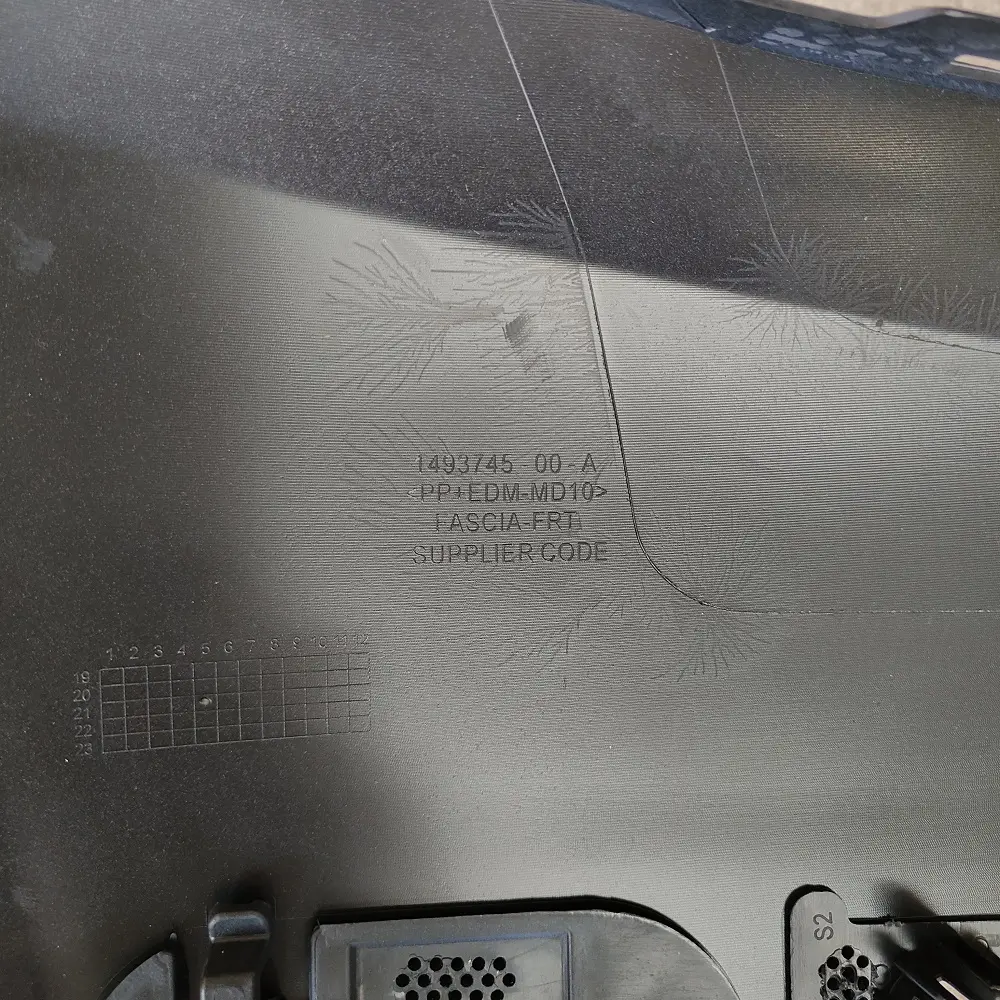 1493745-00-A
<PP+EDM-MD10>
FASCIA-FRT
SUPPLIER CODE
1 2 3 4 5 6 7 8 9 10 11 12
19
20
21
22
23
S2